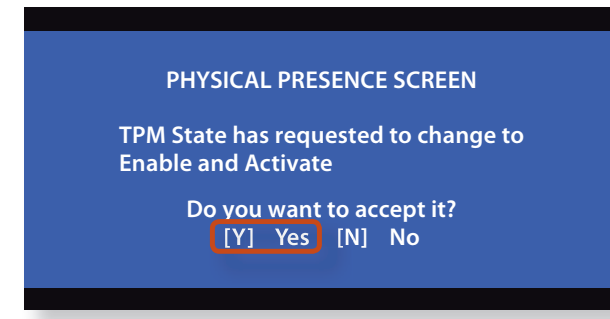 PHYSICAL PRESENCE SCREEN
TPM State has requested to change to
Enable and Activate
Do you want to accept it?
[Y] Yes [N] No